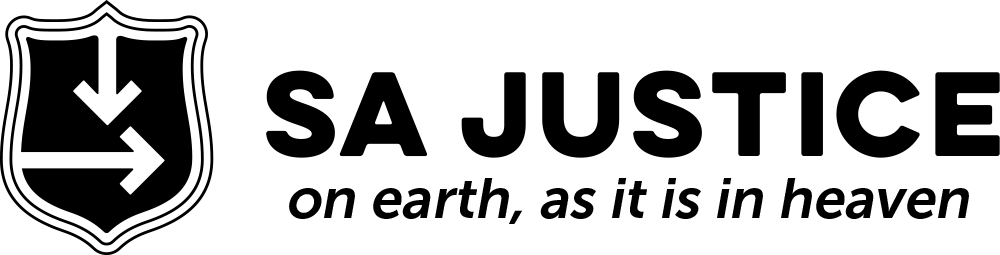 SA JUSTICE
on earth, as it is in heaven